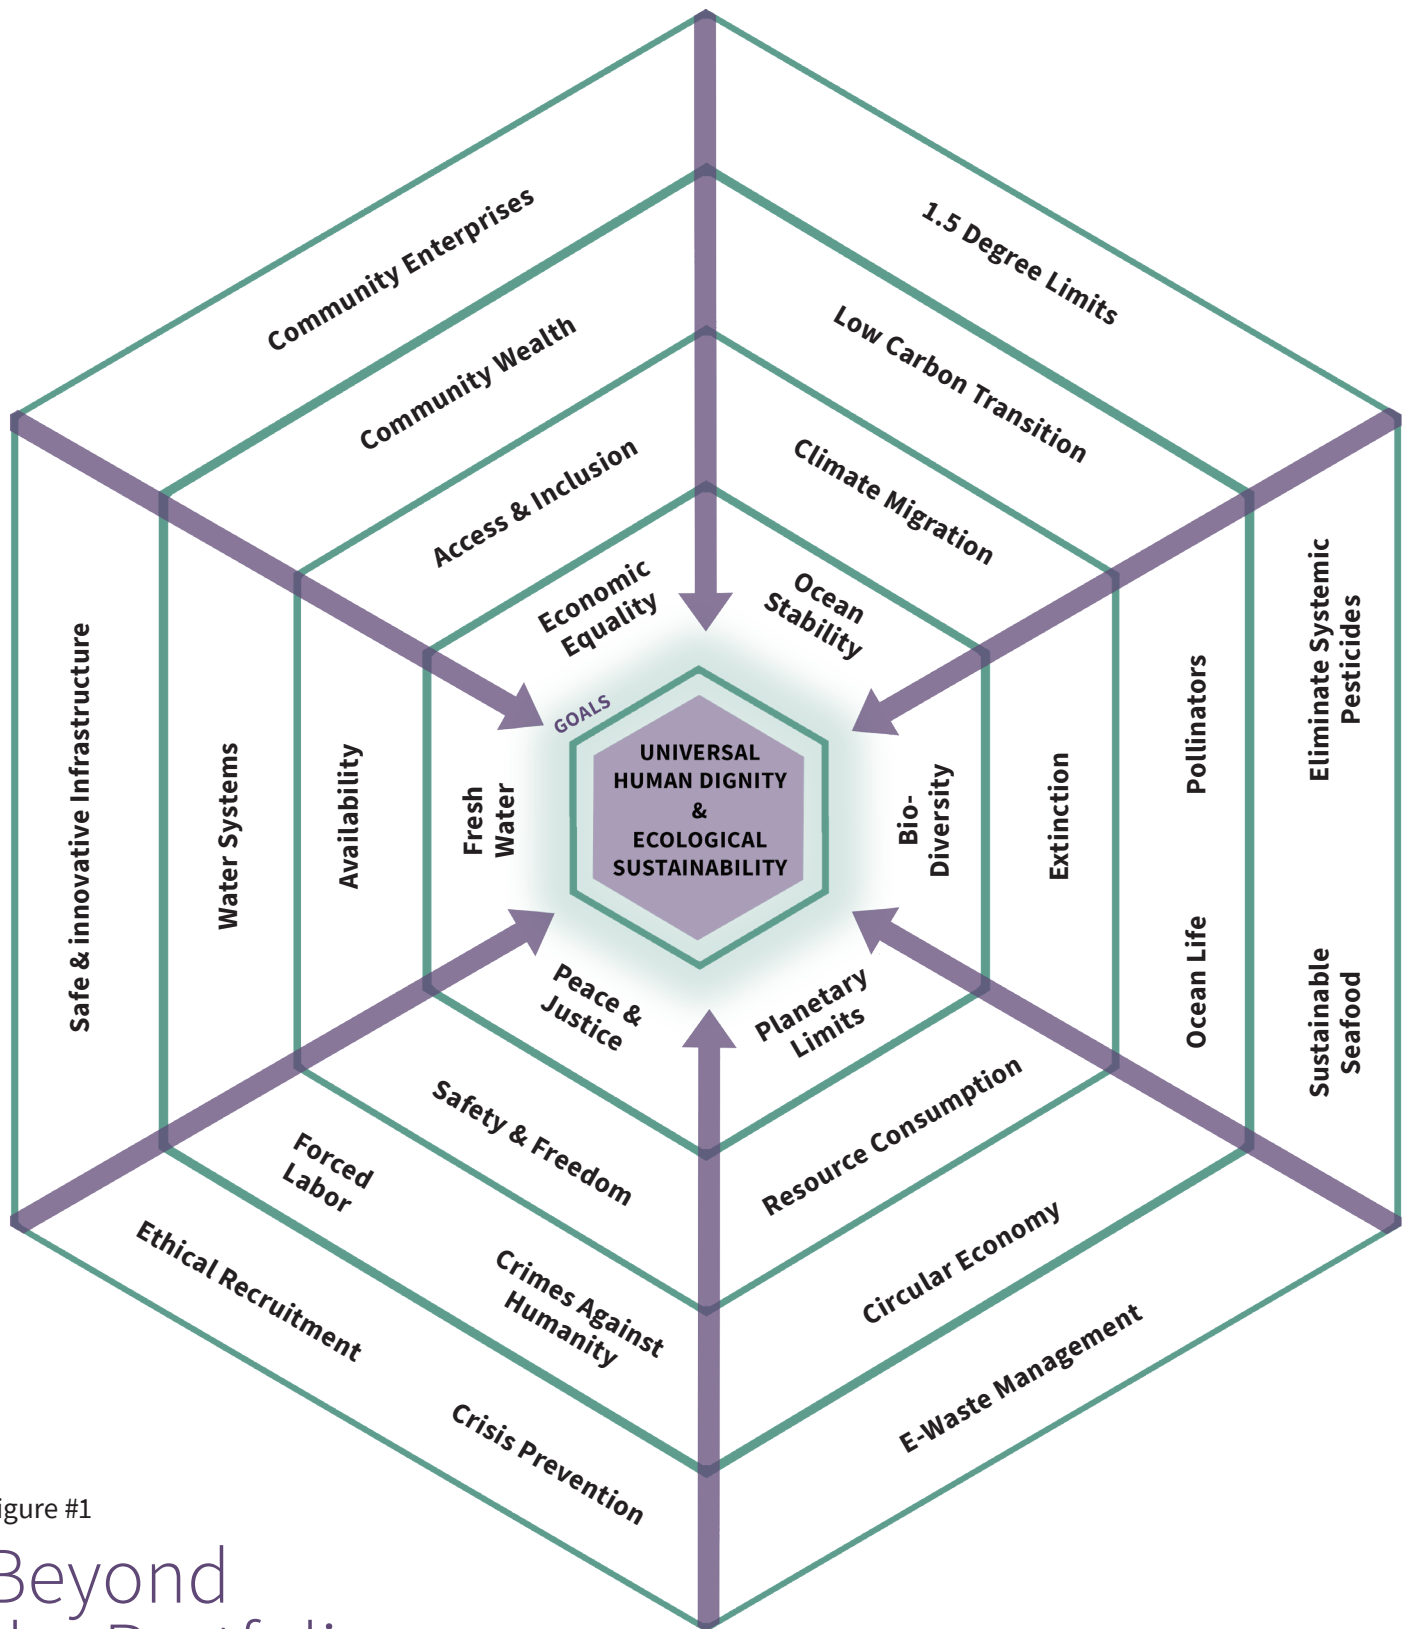 Community Enterprises
Community Wealth
Access & Inclusion
Economic
Equality
1.5 Degree Limits
Low Carbon Transition
Climate Migration
Ocean
Stability
Safe & innovative Infrastructure
Water Systems
Availability
Fresh
Water
GOALS
UNIVERSAL
HUMAN DIGNITY
&
ECOLOGICAL
SUSTAINABILITY
Bio-
Diversity
Extinction
Pollinators
Ocean Life
Eliminate Systemic
Pesticides
Sustainable
Seafood
Peace &
Justice
Safety & Freedom
Forced
Labor
Crimes Against
Humanity
Ethical Recruitment
Crisis Prevention
Planetary
Limits
Resource Consumption
Circular Economy
E-Waste Management
igure #1
Beyond